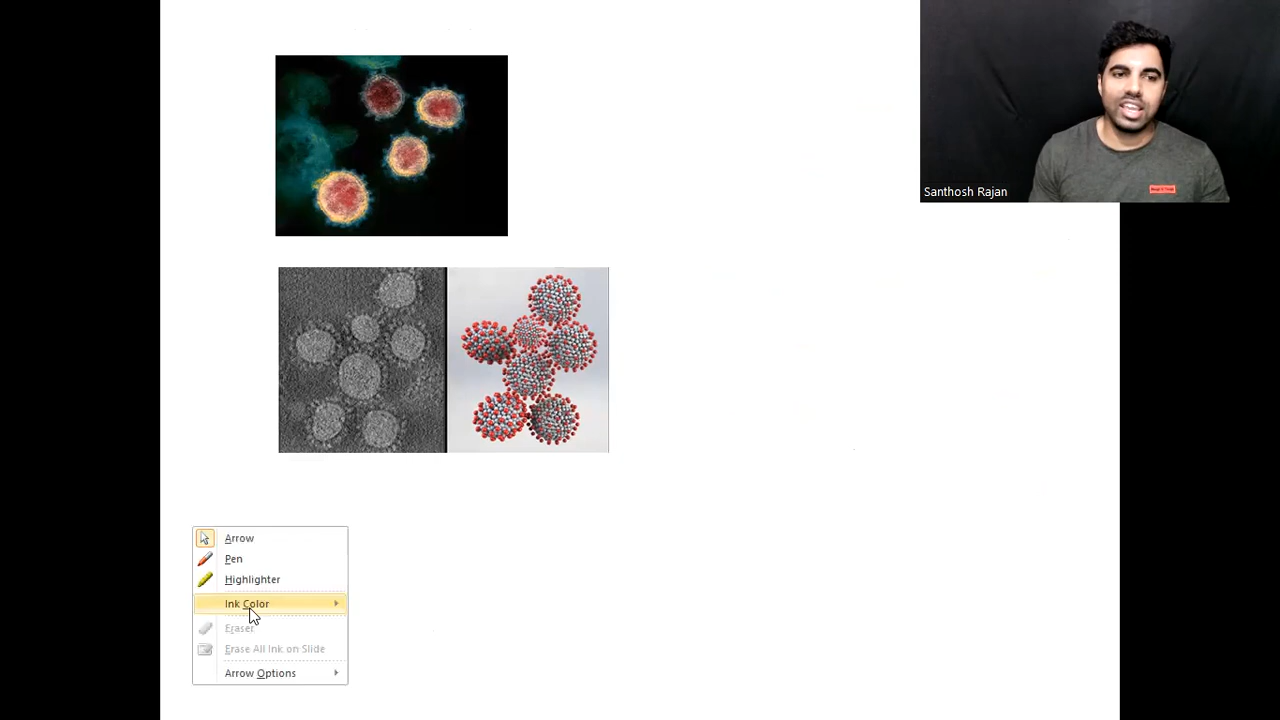 Santhosh Rajan
Arrow
Pen
Highlighter
Ink Color
Eraser
Erase All Ink on Slide
Arrow Options